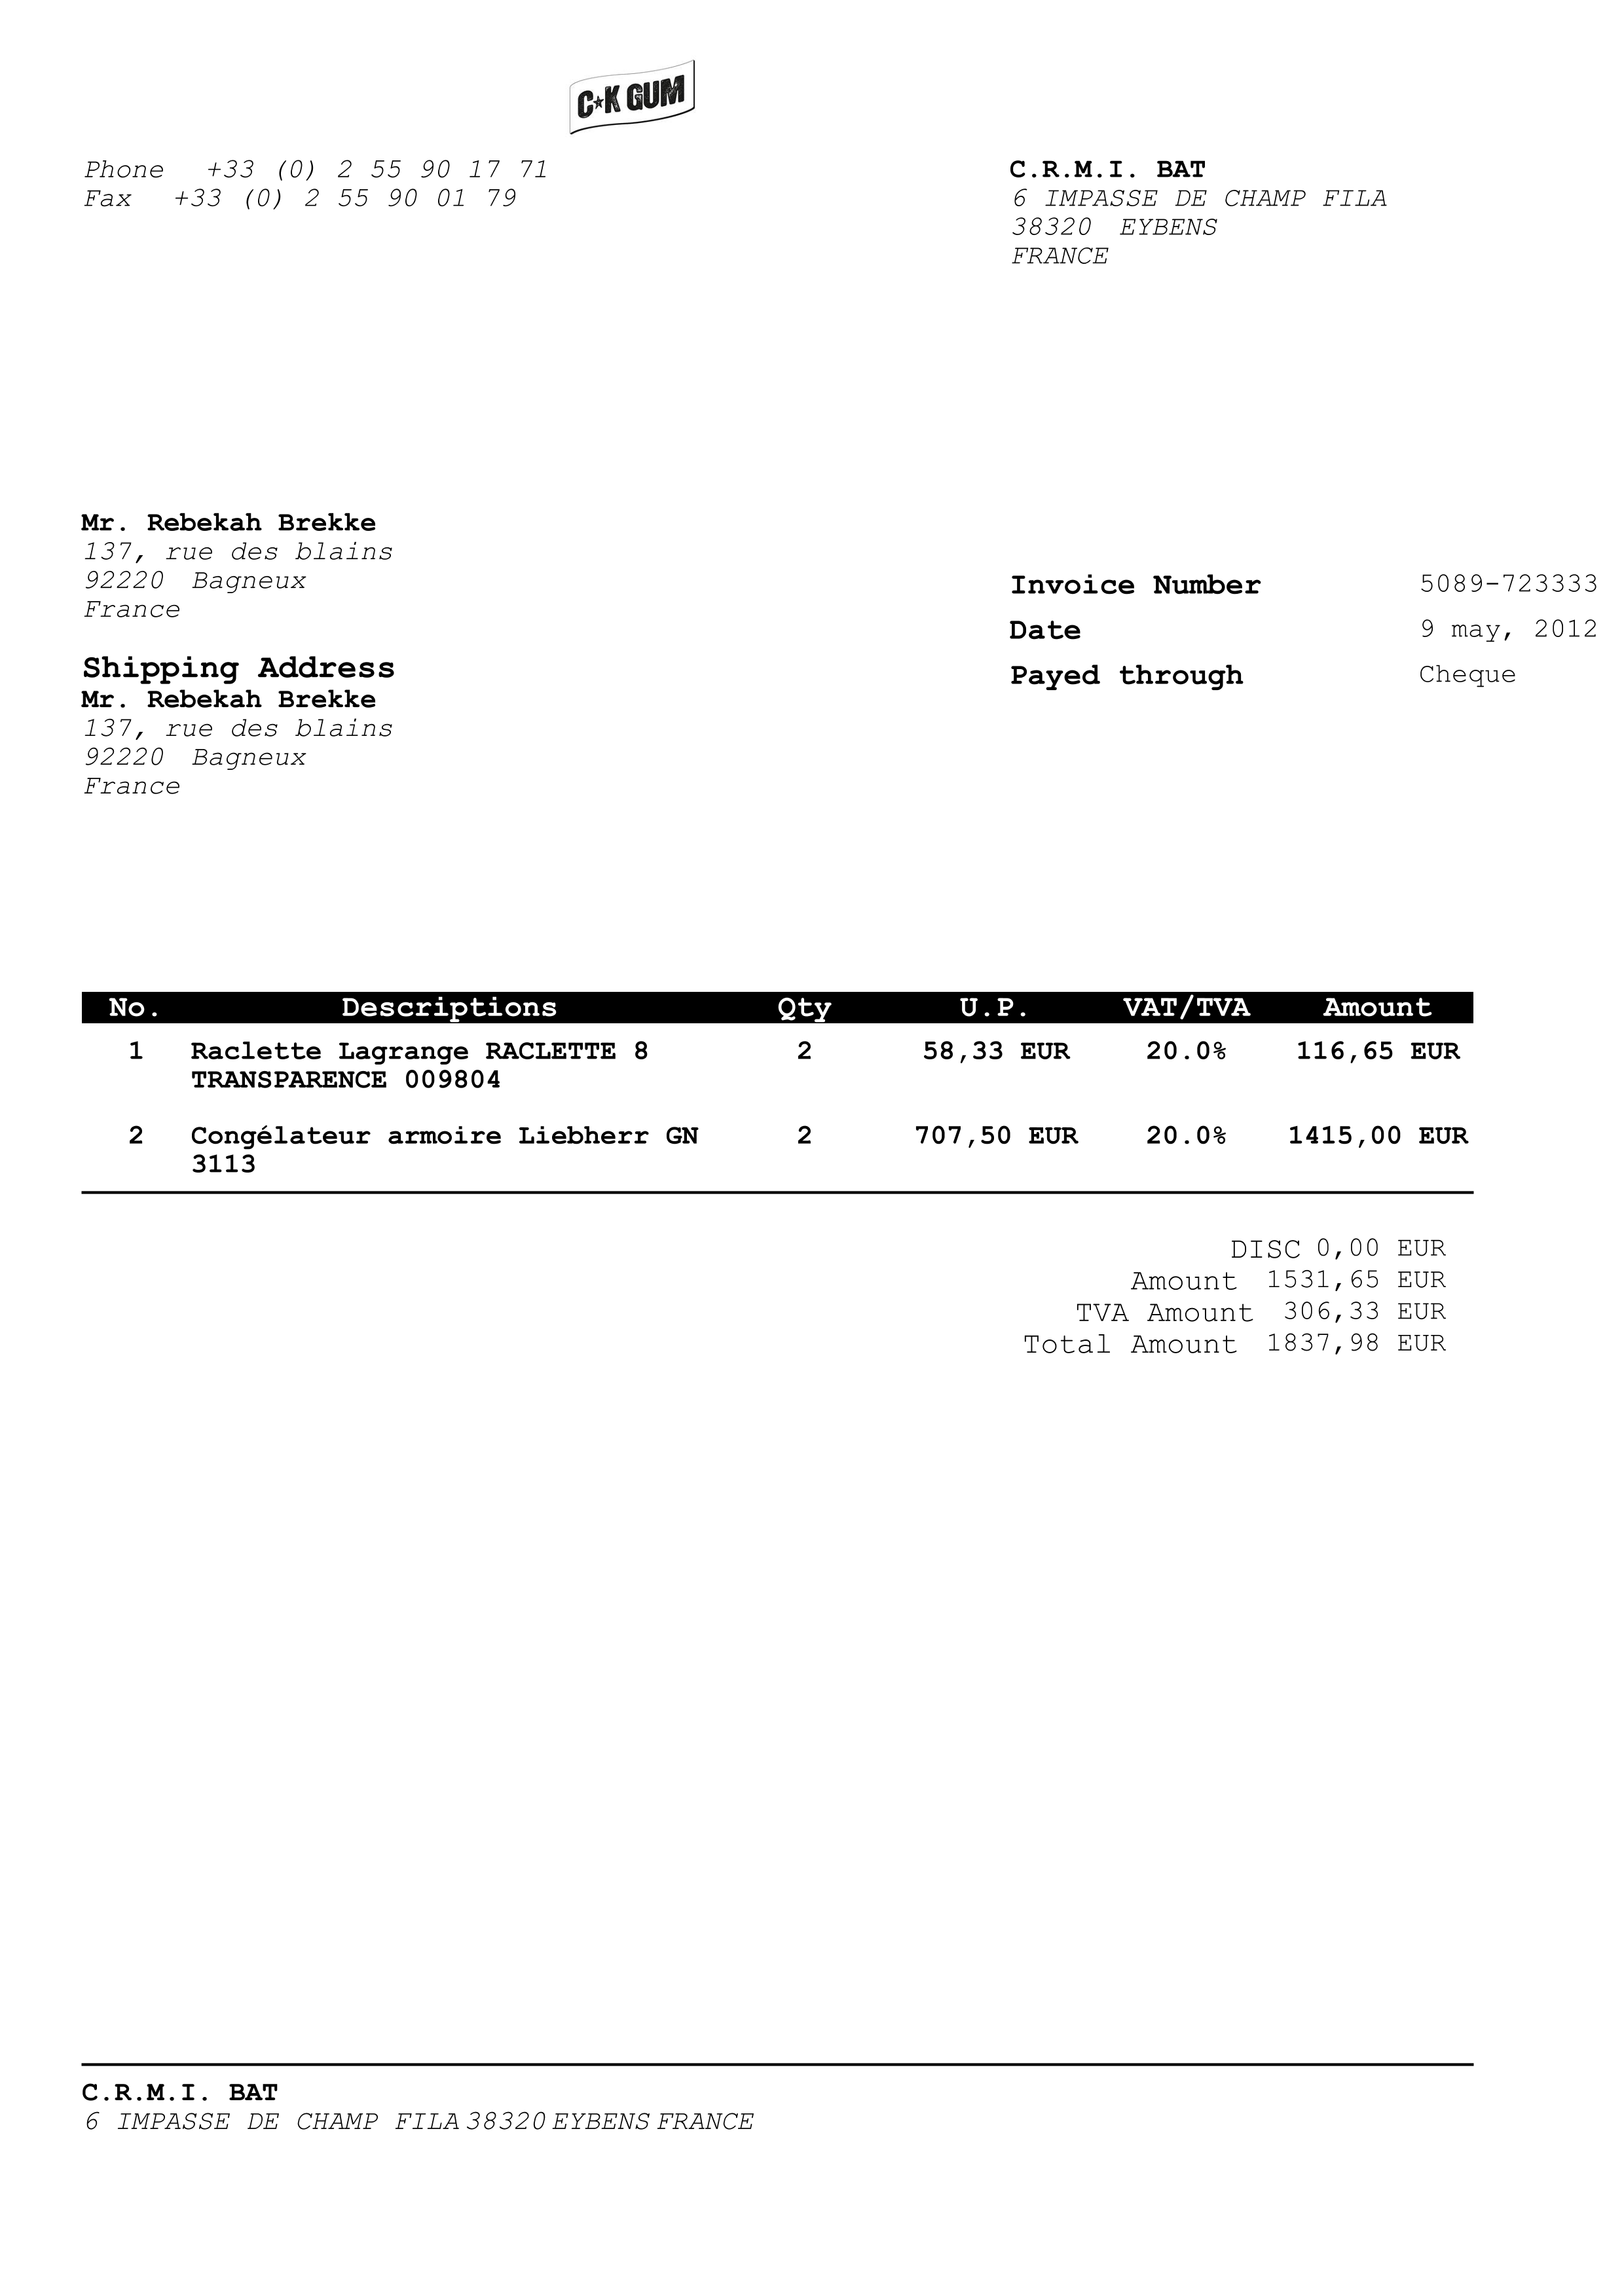 C★K GUM
Phone +33 (0) 2 55 90 17 71
Fax +33 (0) 2 55 90 01 79
C.R.M.I. BAT
6 IMPASSE DE CHAMP FILA
38320 EYBENS
FRANCE
Mr. Rebekah Brekke
137, rue des blains
92220 Bagneux
France
Shipping Address
Mr. Rebekah Brekke
137, rue des blains
92220 Bagneux
France
Invoice Number 5089-723333
Date 9 may, 2012
Payed through Cheque
No. Descriptions Qty U.P. VAT/TVA Amount
1 Raclette Lagrange RACLETTE 8 2 58,33 EUR 20.0% 116,65 EUR
TRANSPARENCE 009804
2 Congélateur armoire Liebherr GN 2 707,50 EUR 20.0% 1415,00 EUR
3113
DISC 0,00 EUR
Amount 1531,65 EUR
TVA Amount 306,33 EUR
Total Amount 1837,98 EUR
C.R.M.I. BAT
6 IMPASSE DE CHAMP FILA 38320 EYBENS FRANCE